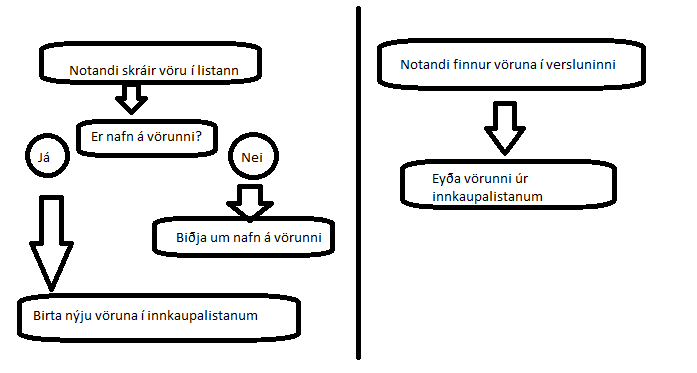 Notandi skráir vöru í listann
Er nafn á vörunni?
Já
Nei
Biðja um nafn á vörunni
Birta nýju vöruna í innkaupalistanum
Notandi finnur vöruna í versluninni
Eyða vörunni úr
innkaupalistanum